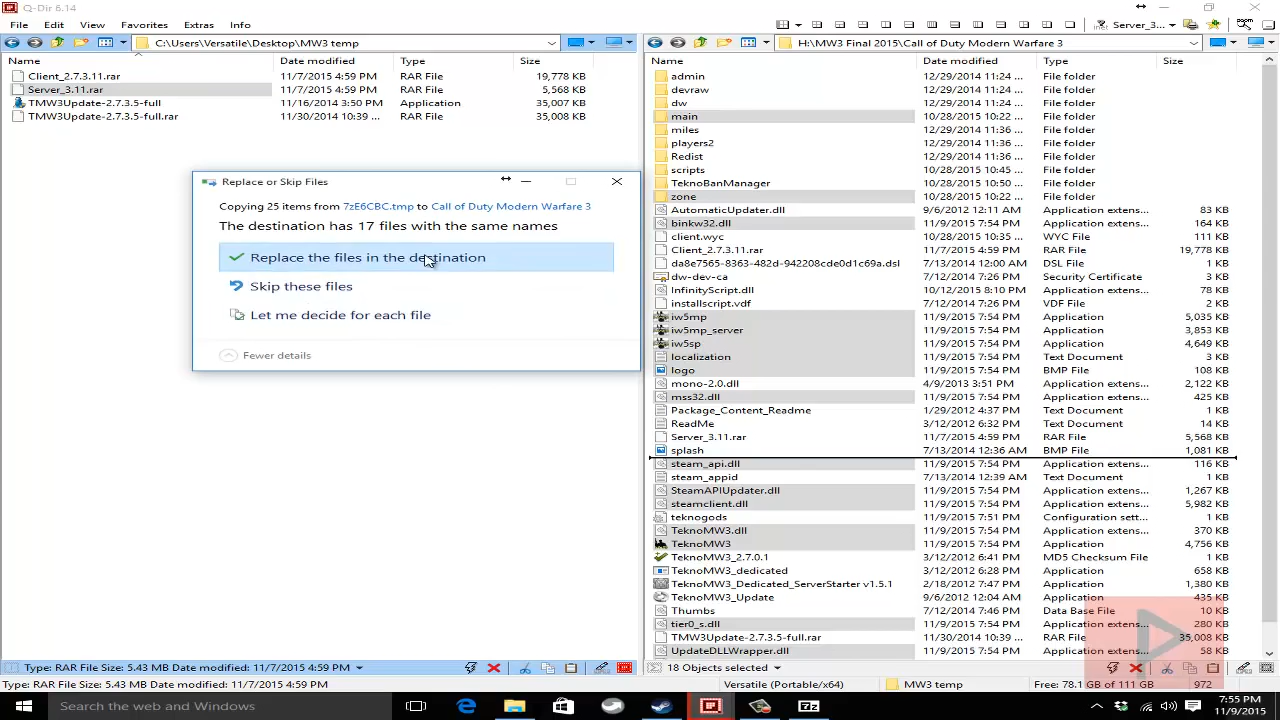 Q-Dir 6.14
File Edit View Favorites Extras Info
Server_3...
C:\Users\Versatile\Desktop\MW3 temp
H:\MW3 Final 2015\Call of Duty Modern Warfare 3
Name Date modified Type Size
Client_2.7.3.11.rar 11/7/2015 4:59 PM RAR File 19,778 KB
Server_3.11.rar 11/7/2015 4:59 PM RAR File 5,568 KB
TMW3Update-2.7.3.5-full 11/16/2014 3:50 PM Application 35,007 KB
TMW3Update-2.7.3.5-full.rar 11/30/2014 10:39 ... RAR File 35,008 KB
Replace or Skip Files
Copying 25 items from 7zE6CBC.tmp to Call of Duty Modern Warfare 3
The destination has 17 files with the same names
Replace the files in the destination
Skip these files
Let me decide for each file
Fewer details
Name Date modified Type Size
admin 12/29/2014 11:24 ... File folder
devraw 12/29/2014 11:24 ... File folder
dw 12/29/2014 11:24 ... File folder
main 10/28/2015 10:22 ... File folder
miles 12/29/2014 11:36 ... File folder
players2 12/29/2014 11:36 ... File folder
Redist 12/29/2014 11:36 ... File folder
scripts 10/28/2015 10:22 ... File folder
TeknoBanManager 10/28/2015 10:50 ... File folder
zone 10/28/2015 10:22 ... File folder
AutomaticUpdater.dll 9/6/2012 12:11 AM Application extens... 83 KB
binkw32.dll 11/9/2015 7:54 PM Application extens... 164 KB
client.wyc 10/28/2015 10:35 ... WYC File 111 KB
Client_2.7.3.11.rar 11/7/2015 4:59 PM RAR File 19,778 KB
da8e7565-8363-482d-942208cde0d1c69a.dsl 7/13/2014 12:00 AM DSL File 1 KB
dw-dev-ca 7/12/2014 7:26 PM Security Certificate 3 KB
InfinityScript.dll 10/12/2015 8:10 PM Application extens... 78 KB
installscript.vdf 7/12/2014 7:26 PM VDF File 2 KB
iw5mp 11/9/2015 7:54 PM Application 5,035 KB
iw5mp_server 11/9/2015 7:54 PM Application 3,853 KB
iw5sp 11/9/2015 7:54 PM Application 4,649 KB
localization 11/9/2015 7:54 PM Text Document 3 KB
logo 11/9/2015 7:54 PM BMP File 108 KB
mono-2.0.dll 4/9/2013 3:51 PM Application extens... 2,122 KB
mss32.dll 11/9/2015 7:54 PM Application extens... 425 KB
Package_Content_Readme 1/29/2012 4:37 PM Text Document 1 KB
ReadMe 3/12/2012 6:32 PM Text Document 14 KB
Server_3.11.rar 11/7/2015 4:59 PM RAR File 5,568 KB
splash 7/13/2014 12:36 AM BMP File 1,081 KB
steam_api.dll 11/9/2015 7:54 PM Application extens... 116 KB
steam_appid 7/13/2014 12:39 AM Text Document 1 KB
SteamAPIUpdater.dll 11/9/2015 7:54 PM Application extens... 1,267 KB
steamclient.dll 11/9/2015 7:54 PM Application extens... 5,982 KB
teknogods 11/9/2015 7:51 PM Configuration sett... 1 KB
TeknoMW3.dll 11/9/2015 7:54 PM Application extens... 370 KB
TeknoMW3 11/9/2015 7:54 PM Application 4,756 KB
TeknoMW3_2.7.0.1 3/12/2012 6:41 PM MD5 Checksum File 1 KB
TeknoMW3_dedicated 3/12/2012 6:28 PM Application 658 KB
TeknoMW3_Dedicated_ServerStarter v1.5.1 2/18/2012 7:47 PM Application 1,380 KB
TeknoMW3_Update 9/6/2012 12:04 AM Application 435 KB
Thumbs 7/12/2014 7:46 PM Data Base File 10 KB
tier0_s.dll 11/9/2015 7:54 PM Application extens... 280 KB
TMW3Update-2.7.3.5-full.rar 11/30/2014 10:39 ... RAR File 35,008 KB
UpdateDLLWrapper.dll 11/9/2015 7:54 PM Application extens... 58 KB
Type: RAR File Size: 5.43 MB Date modified: 11/7/2015 4:59 PM
18 Objects selected
Type: RAR File Size: 5.43 MB Date modified: 11/7/2015 4:59 PM
Versatile (Portable/x64) MW3 temp Free: 78.1 GB of 111 GB 972
Search the web and Windows
7:55 PM
11/9/2015